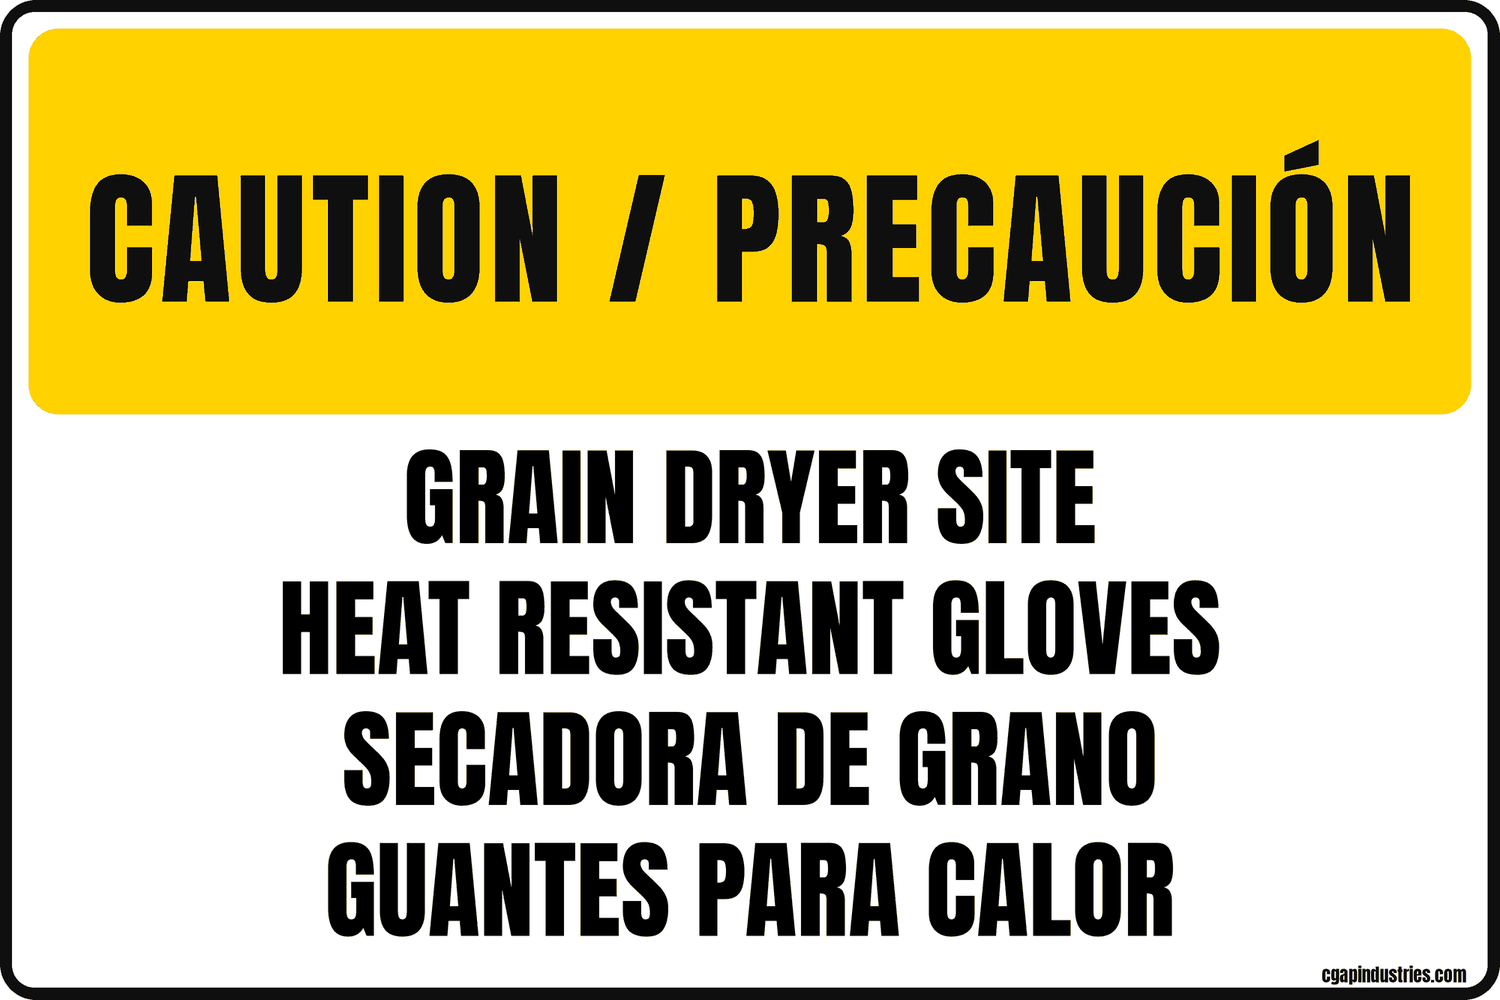 CAUTION / PRECAUCIÓN
GRAIN DRYER SITE
HEAT RESISTANT GLOVES
SECADORA DE GRANO
GUANTES PARA CALOR
cgapindustries.com